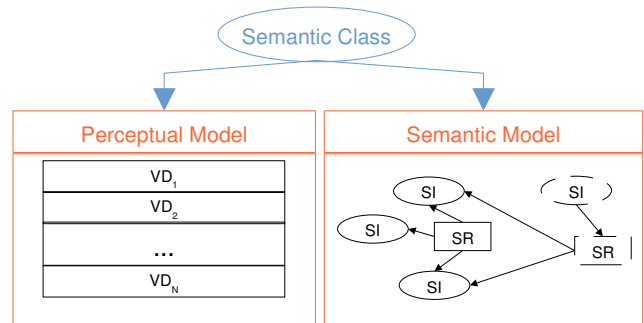 Semantic Class
Perceptual Model
VD1
VD2
...
VDN
Semantic Model
SI
SI
SI
SR
SR
SI